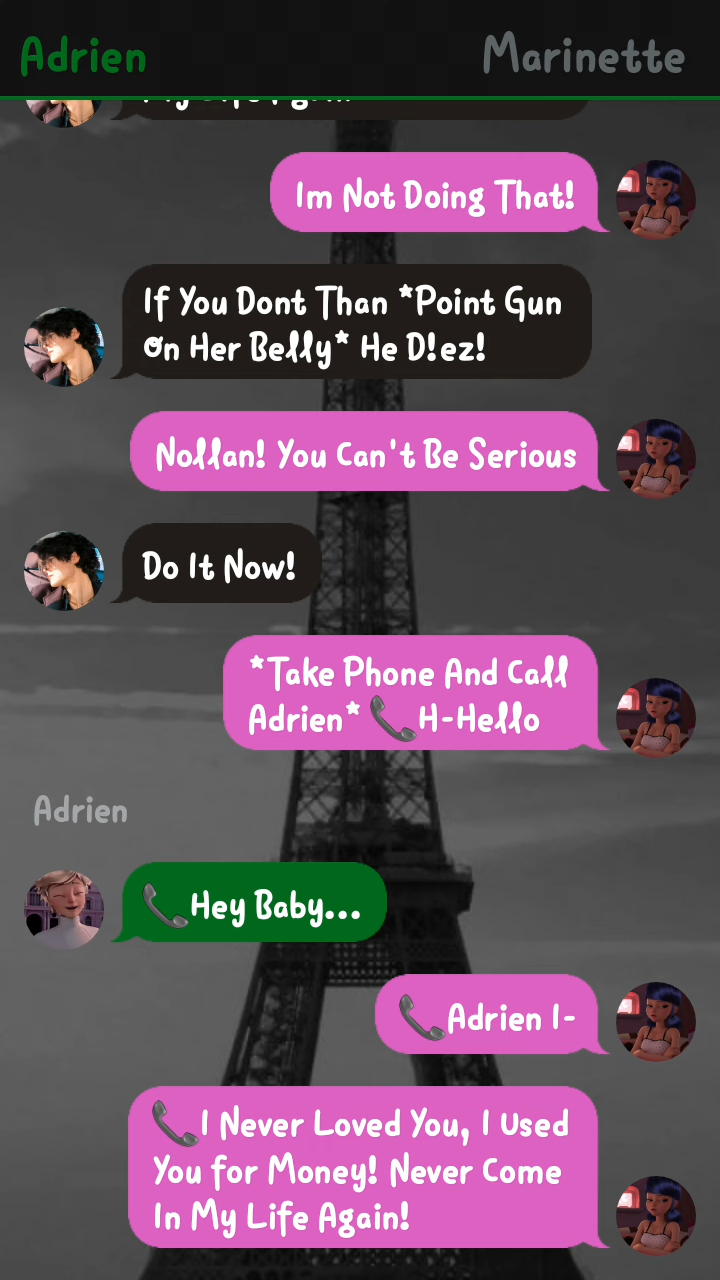 Adrien
Marinette
Im Not Doing That!
If You Dont Than *Point Gun
On Her Belly* He D!ez!
Nollan! You Can't Be Serious
Do It Now!
*Take Phone And Call
Adrien* 📞H-Hello
Adrien
📞Hey Baby...
📞Adrien I-
📞I Never Loved You, I Used
You for Money! Never Come
In My Life Again!